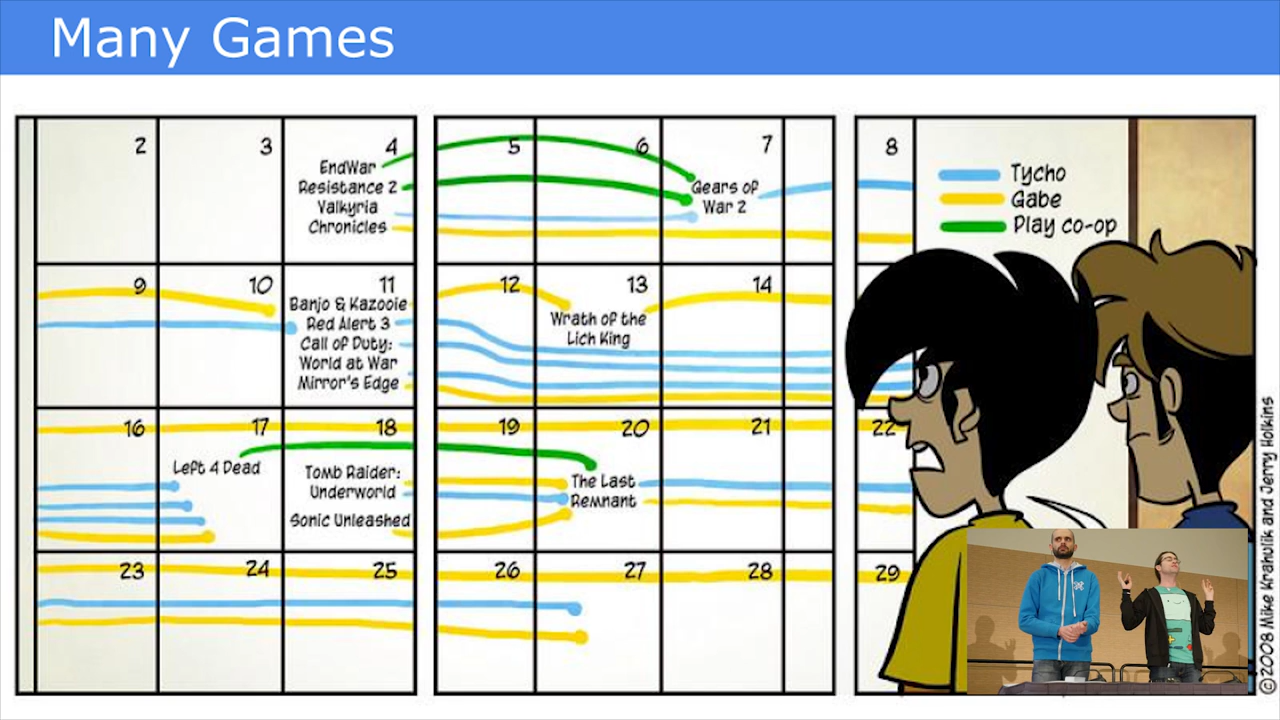 Many Games
2
3
4
5
6
7
8
EndWar
Resistance 2
Valkyria
Chronicles
Gears of
War 2
Tycho
Gabe
Play co-op
9
10
11
12
13
14
Banjo & Kazooie
Red Alert 3
Call of Duty:
World at War
Mirror's Edge
Wrath of the
Lich King
16
17
18
19
20
21
22
Left 4 Dead
Tomb Raider:
Underworld
Sonic Unleashed
The Last
Remnant
23
24
25
26
27
28
29
©2008 Mike Krahulik and Jerry Holkins